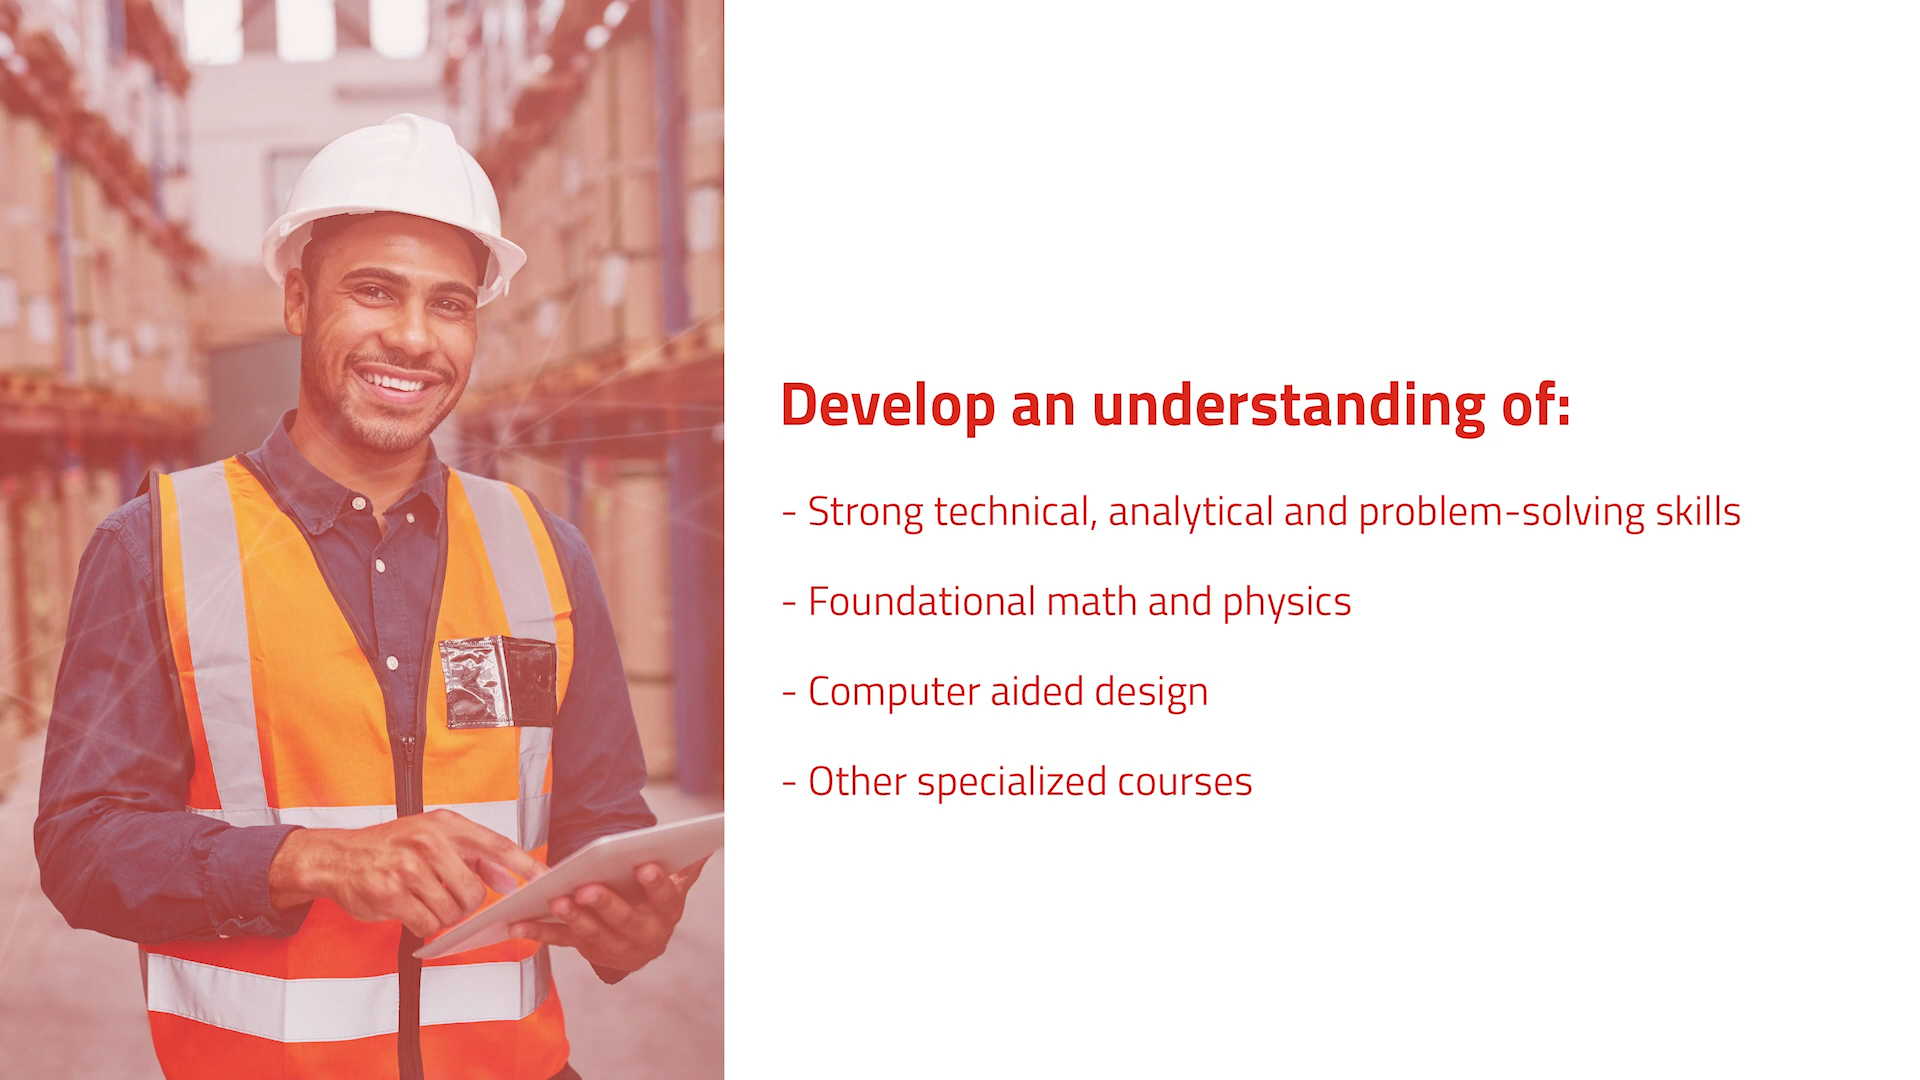 Develop an understanding of:
- Strong technical, analytical and problem-solving skills
- Foundational math and physics
- Computer aided design
- Other specialized courses